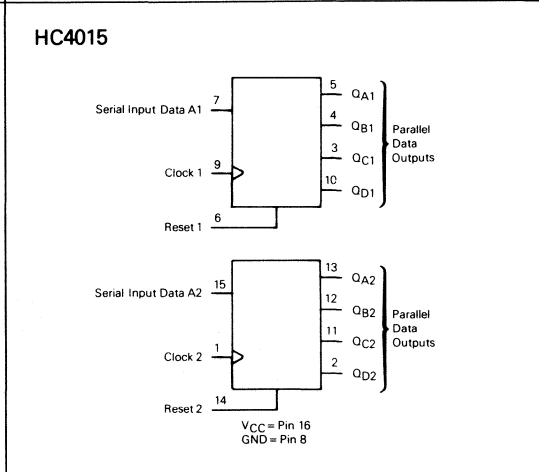 HC4015
5 QA1
Serial Input Data A1 7
4 QB1
Parallel
Data
Outputs
3 QC1
Clock 1 9
10 QD1
Reset 1 6
13 QA2
Serial Input Data A2 15
12 QB2
Parallel
Data
Outputs
11 QC2
Clock 2 1
2 QD2
Reset 2 14
VCC = Pin 16
GND = Pin 8